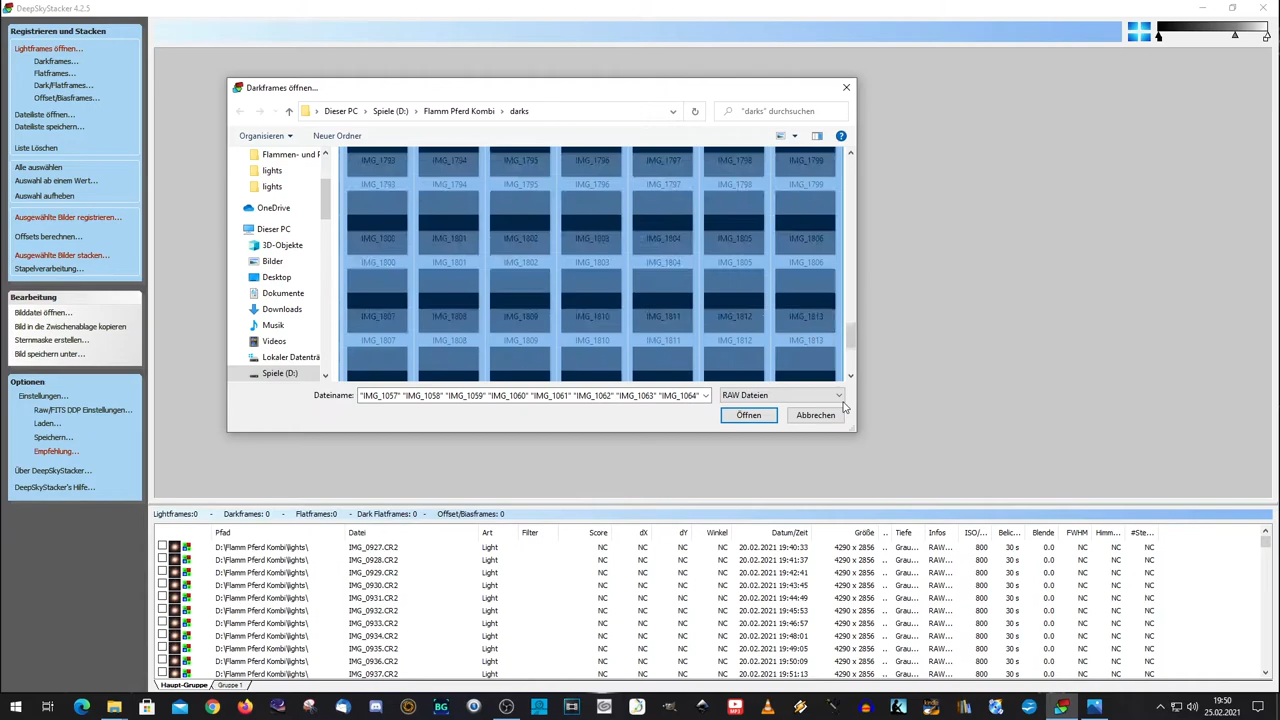 DeepSkyStacker 4.2.5
Registrieren und Stacken
Lightframes öffnen...
Darkframes...
Flatframes...
Dark/Flatframes...
Offset/Biasframes...
Dateiliste öffnen...
Dateiliste speichern...
Liste Löschen
Alle auswählen
Auswahl ab einem Wert...
Auswahl aufheben
Ausgewählte Bilder registrieren...
Offsets berechnen...
Ausgewählte Bilder stacken...
Stapelverarbeitung...
Bearbeitung
Bilddatei öffnen...
Bild in die Zwischenablage kopieren
Sternmaske erstellen...
Bild speichern unter...
Optionen
Einstellungen...
Raw/FITS DDP Einstellungen...
Laden...
Speichern...
Empfehlung...
Über DeepSkyStacker...
DeepSkyStacker's Hilfe...
Darkframes öffnen...
Dieser PC > Spiele (D:) > Flamm Pferd Kombi > darks
"darks" durchsuchen
Organisieren Neuer Ordner
Flammen- und P
lights
lights
OneDrive
Dieser PC
3D-Objekte
Bilder
Desktop
Dokumente
Downloads
Musik
Videos
Lokaler Datentra
Spiele (D:)
IMG_1793 IMG_1794 IMG_1795 IMG_1796 IMG_1797 IMG_1798 IMG_1799
IMG_1800 IMG_1801 IMG_1802 IMG_1803 IMG_1804 IMG_1805 IMG_1806
IMG_1807 IMG_1808 IMG_1809 IMG_1810 IMG_1811 IMG_1812 IMG_1813
Dateiname: "IMG_1057" "IMG_1058" "IMG_1059" "IMG_1060" "IMG_1061" "IMG_1062" "IMG_1063" "IMG_1064" RAW Dateien
Öffnen Abbrechen
Lightframes:0 - Darkframes: 0 - Flatframes: 0 - Dark Flatframes: 0 - Offset/Biasframes: 0
Pfad Datei Art Filter Score dX dY Winkel Datum/Zeit Größe .. Tiefe Infos ISO/... Belic... Blende FWHM Himm... #Ste...
D:\Flamm Pferd Kombi\lights\ IMG_0927.CR2 Light NC NC NC NC 20.02.2021 19:40:33 4290 x 2856 .. Grau... RAW... 800 30 s 0.0 NC NC NC
D:\Flamm Pferd Kombi\lights\ IMG_0928.CR2 Light NC NC NC NC 20.02.2021 19:41:37 4290 x 2856 .. Grau... RAW... 800 30 s 0.0 NC NC NC
D:\Flamm Pferd Kombi\lights\ IMG_0929.CR2 Light NC NC NC NC 20.02.2021 19:42:41 4290 x 2856 .. Grau... RAW... 800 30 s 0.0 NC NC NC
D:\Flamm Pferd Kombi\lights\ IMG_0930.CR2 Light NC NC NC NC 20.02.2021 19:43:45 4290 x 2856 .. Grau... RAW... 800 30 s 0.0 NC NC NC
D:\Flamm Pferd Kombi\lights\ IMG_0931.CR2 Light NC NC NC NC 20.02.2021 19:44:49 4290 x 2856 .. Grau... RAW... 800 30 s 0.0 NC NC NC
D:\Flamm Pferd Kombi\lights\ IMG_0932.CR2 Light NC NC NC NC 20.02.2021 19:45:53 4290 x 2856 .. Grau... RAW... 800 30 s 0.0 NC NC NC
D:\Flamm Pferd Kombi\lights\ IMG_0933.CR2 Light NC NC NC NC 20.02.2021 19:46:57 4290 x 2856 .. Grau... RAW... 800 30 s 0.0 NC NC NC
D:\Flamm Pferd Kombi\lights\ IMG_0934.CR2 Light NC NC NC NC 20.02.2021 19:48:01 4290 x 2856 .. Grau... RAW... 800 30 s 0.0 NC NC NC
D:\Flamm Pferd Kombi\lights\ IMG_0935.CR2 Light NC NC NC NC 20.02.2021 19:49:05 4290 x 2856 .. Grau... RAW... 800 30 s 0.0 NC NC NC
D:\Flamm Pferd Kombi\lights\ IMG_0936.CR2 Light NC NC NC NC 20.02.2021 19:50:09 4290 x 2856 .. Grau... RAW... 800 30 s 0.0 NC NC NC
D:\Flamm Pferd Kombi\lights\ IMG_0937.CR2 Light NC NC NC NC 20.02.2021 19:51:13 4290 x 2856 .. Grau... RAW... 800 30 s 0.0 NC NC NC
Haupt-Gruppe Gruppe 1
19:50
25.02.2021